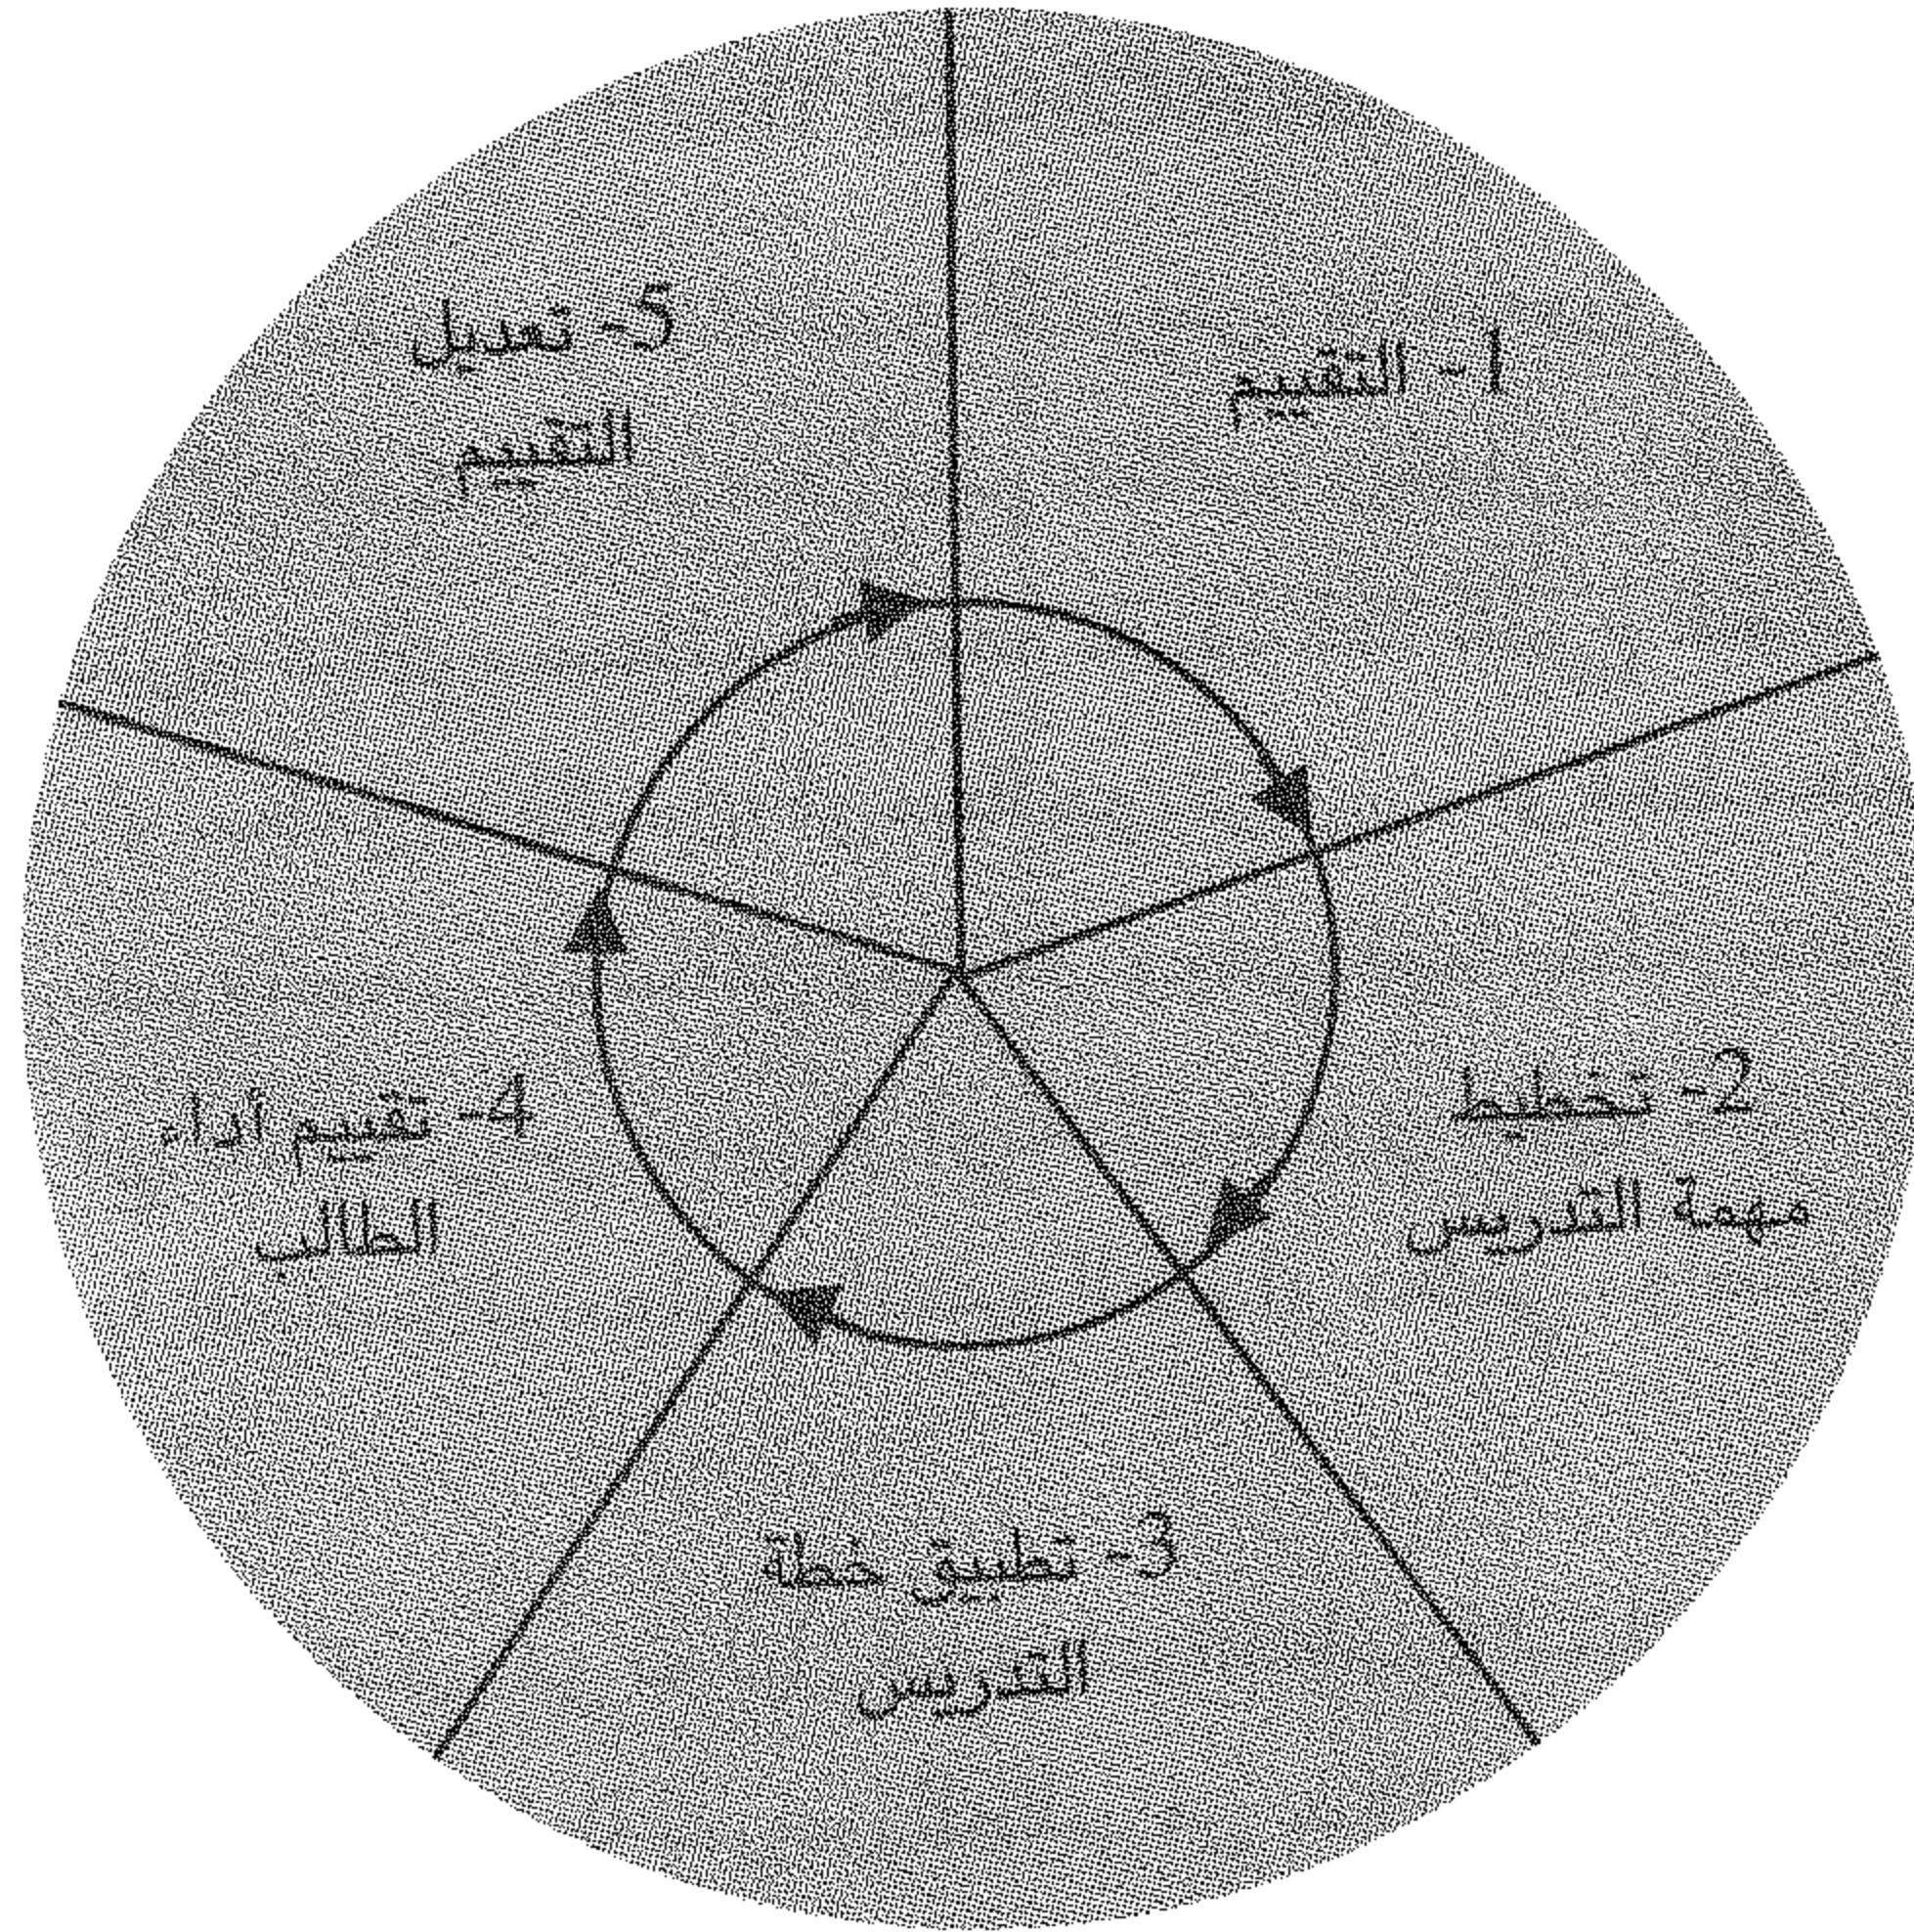 1- التقييم
2- تخطيط
مهمة التدريس
3- تطبيق خطة
التدريس
4- تقييم أداء
الطالب
5- تعديل
التقييم